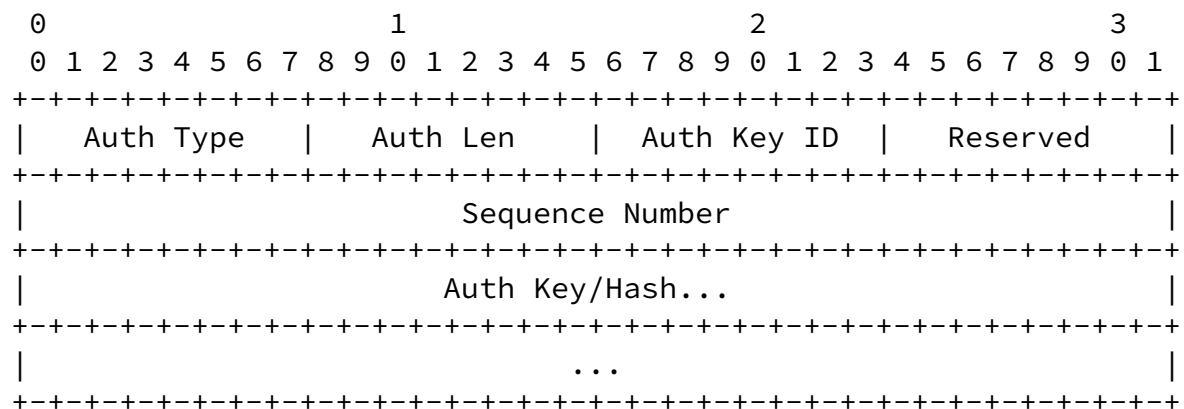 0                   1                   2                   3
 0 1 2 3 4 5 6 7 8 9 0 1 2 3 4 5 6 7 8 9 0 1 2 3 4 5 6 7 8 9 0 1
+-+-+-+-+-+-+-+-+-+-+-+-+-+-+-+-+-+-+-+-+-+-+-+-+-+-+-+-+-+-+-+-+
|   Auth Type   |   Auth Len    |  Auth Key ID  |   Reserved    |
+-+-+-+-+-+-+-+-+-+-+-+-+-+-+-+-+-+-+-+-+-+-+-+-+-+-+-+-+-+-+-+-+
|                        Sequence Number                        |
+-+-+-+-+-+-+-+-+-+-+-+-+-+-+-+-+-+-+-+-+-+-+-+-+-+-+-+-+-+-+-+-+
|                       Auth Key/Hash...                        |
+-+-+-+-+-+-+-+-+-+-+-+-+-+-+-+-+-+-+-+-+-+-+-+-+-+-+-+-+-+-+-+-+
|                              ...                              |
+-+-+-+-+-+-+-+-+-+-+-+-+-+-+-+-+-+-+-+-+-+-+-+-+-+-+-+-+-+-+-+-+